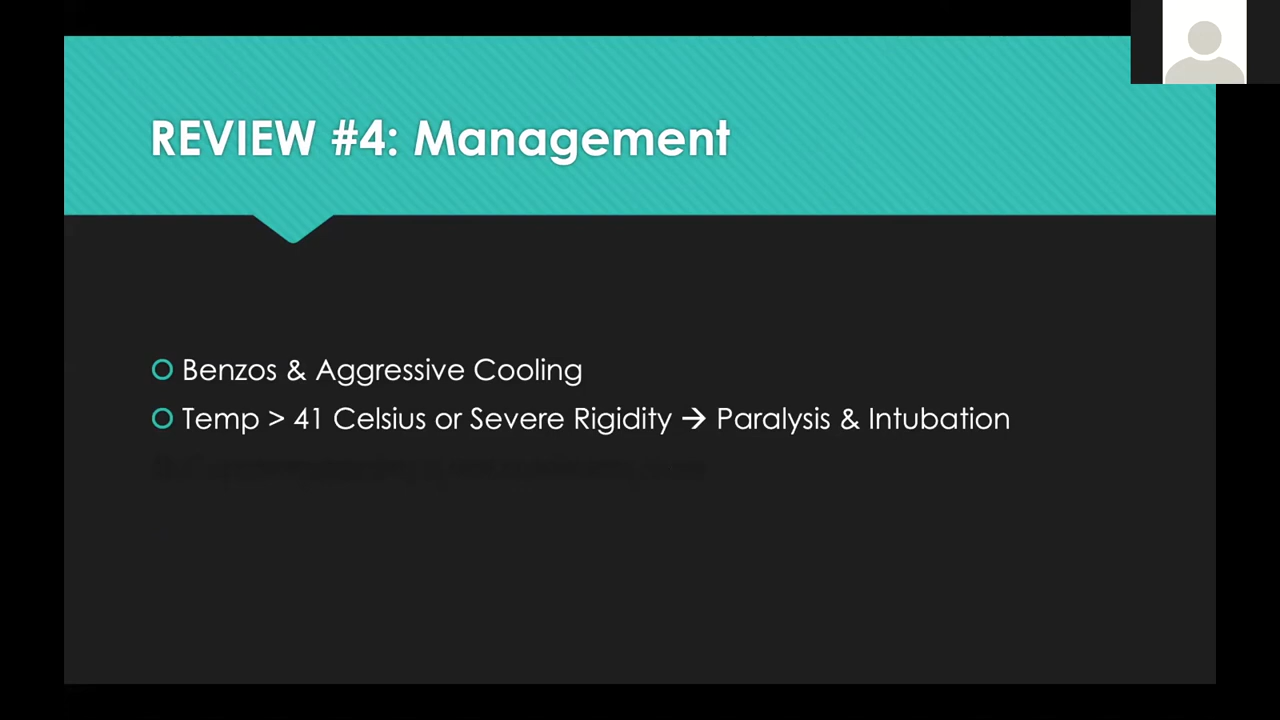 REVIEW #4: Management
Benzos & Aggressive Cooling
Temp > 41 Celsius or Severe Rigidity → Paralysis & Intubation